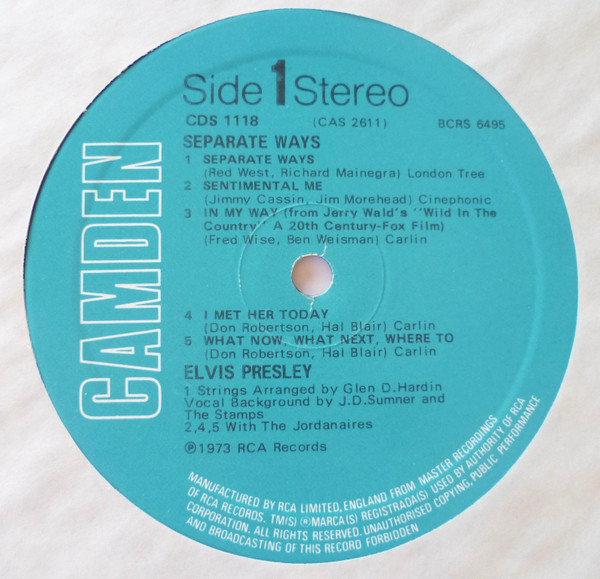 Side 1 Stereo
CDS 1118 (CAS 2611) BCRS 6495
SEPARATE WAYS
1 SEPARATE WAYS
(Red West, Richard Mainegra) London Tree
2 SENTIMENTAL ME
(Jimmy Cassin, Jim Morehead) Cinephonic
3 IN MY WAY (from Jerry Wald's "Wild In The
Country" A 20th Century-Fox Film)
(Fred Wise, Ben Weisman) Carlin
4 I MET HER TODAY
(Don Robertson, Hal Blair) Carlin
5 WHAT NOW, WHAT NEXT, WHERE TO
(Don Robertson, Hal Blair) Carlin
ELVIS PRESLEY
1 Strings Arranged by Glen D.Hardin
Vocal Background by J.D.Sumner and
The Stamps
2,4,5 With The Jordanaires
℗1973 RCA Records
CAMDEN
MANUFACTURED BY RCA LIMITED, ENGLAND FROM MASTER RECORDINGS
OF RCA RECORDS. TM(S) ® MARCA(S) REGISTRADA(S) USED BY AUTHORITY OF RCA
CORPORATION. ALL RIGHTS RESERVED. UNAUTHORISED COPYING, PUBLIC PERFORMANCE
AND BROADCASTING OF THIS RECORD FORBIDDEN